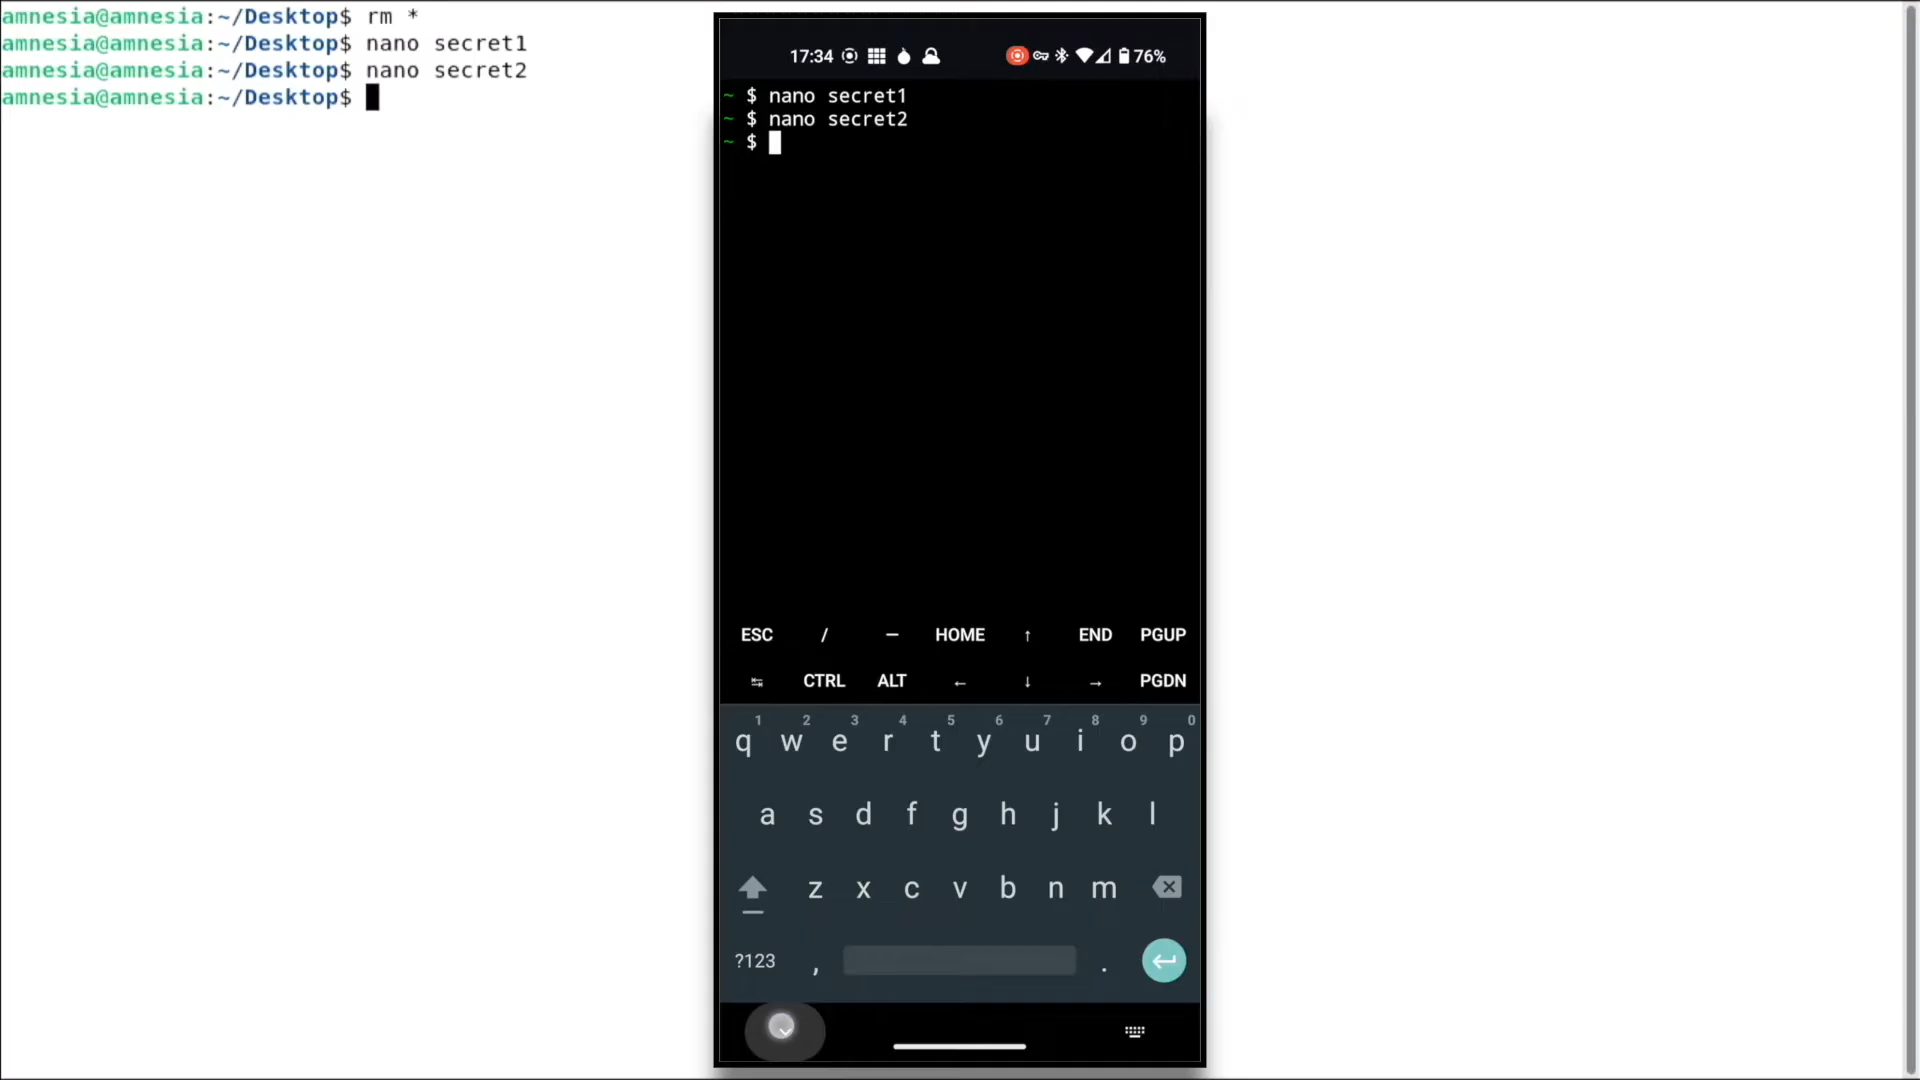 amnesia@amnesia:~/Desktop$ rm *
amnesia@amnesia:~/Desktop$ nano secret1
amnesia@amnesia:~/Desktop$ nano secret2
amnesia@amnesia:~/Desktop$
17:34 76%
~ $ nano secret1
~ $ nano secret2
~ $
ESC / — HOME ↑ END PGUP
↹ CTRL ALT ← ↓ → PGDN
1 2 3 4 5 6 7 8 9 0
q w e r t y u i o p
a s d f g h j k l
z x c v b n m
?123 , .